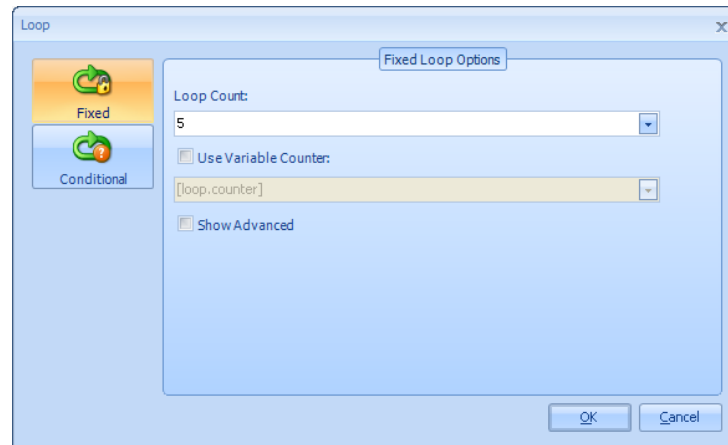 Loop
x
Fixed
Conditional
Fixed Loop Options
Loop Count:
5
Use Variable Counter:
[loop.counter]
Show Advanced
OK
Cancel